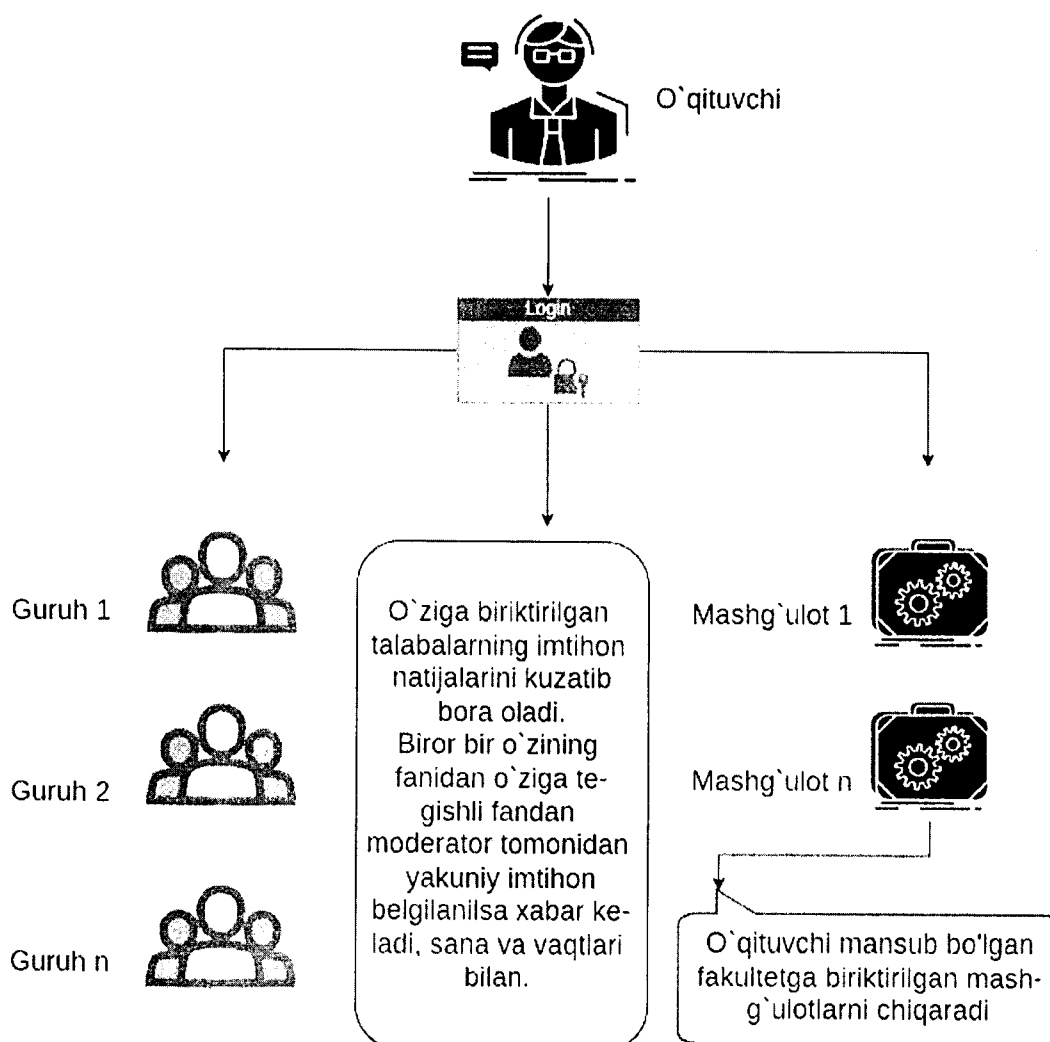 O`qituvchi
Login
Guruh 1
Guruh 2
Guruh n
O`ziga biriktirilgan
talabalarning imtihon
natijalarini kuzatib
bora oladi.
Biror bir o`zining
fanidan o`ziga te-
gishli fandan
moderator tomonidan
yakuniy imtihon
belgilanilsa xabar ke-
ladi, sana va vaqtlari
bilan.
Mashg`ulot 1
Mashg`ulot n
O`qituvchi mansub bo'lgan
fakultetga biriktirilgan mash-
g`ulotlarni chiqaradi